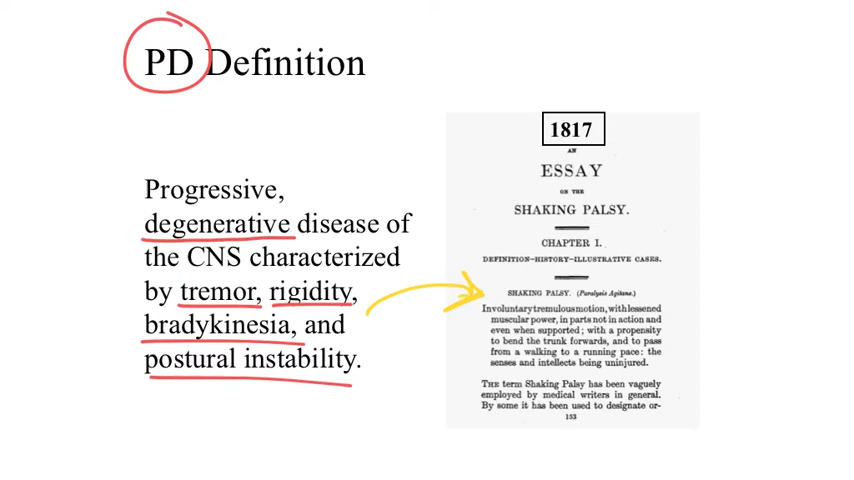 PD Definition
Progressive,
degenerative disease of
the CNS characterized
by tremor, rigidity,
bradykinesia, and
postural instability.
1817
AN
ESSAY
ON THE
SHAKING PALSY.
CHAPTER I.
DEFINITION—HISTORY—ILLUSTRATIVE CASES.
SHAKING PALSY. (Paralysis Agitans.)
Involuntary tremulous motion, with lessened
muscular power, in parts not in action and
even when supported; with a propensity
to bend the trunk forwards, and to pass
from a walking to a running pace: the
senses and intellects being uninjured.
THE term Shaking Palsy has been vaguely
employed by medical writers in general.
By some it has been used to designate or-
153